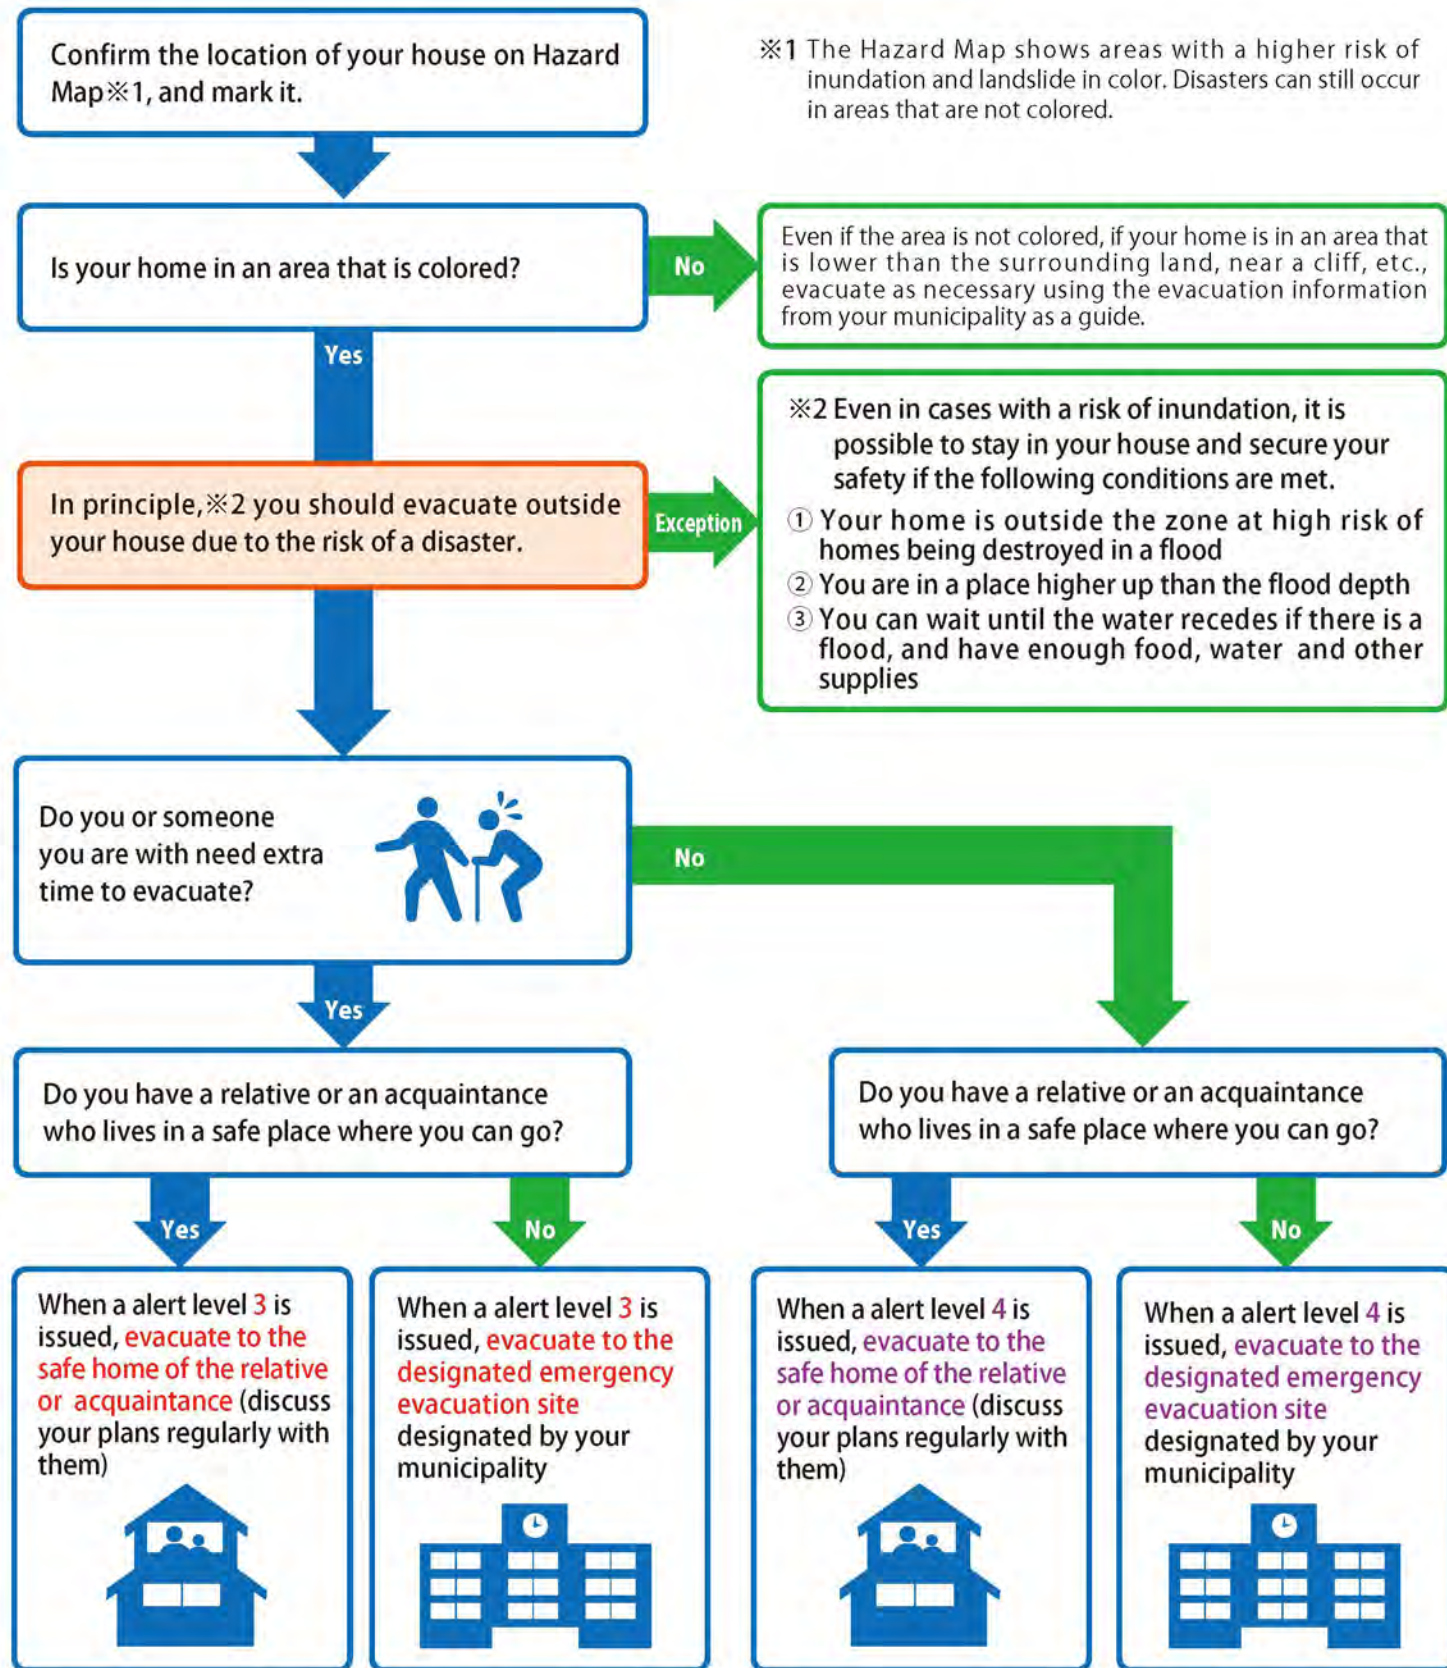 Confirm the location of your house on Hazard
Map※1, and mark it.
※1 The Hazard Map shows areas with a higher risk of
inundation and landslide in color. Disasters can still occur
in areas that are not colored.
Is your home in an area that is colored?
No
Even if the area is not colored, if your home is in an area that
is lower than the surrounding land, near a cliff, etc.,
evacuate as necessary using the evacuation information
from your municipality as a guide.
Yes
In principle,※2 you should evacuate outside
your house due to the risk of a disaster.
Exception
※2 Even in cases with a risk of inundation, it is
possible to stay in your house and secure your
safety if the following conditions are met.
① Your home is outside the zone at high risk of
homes being destroyed in a flood
② You are in a place higher up than the flood depth
③ You can wait until the water recedes if there is a
flood, and have enough food, water and other
supplies
Do you or someone
you are with need extra
time to evacuate?
No
Yes
Do you have a relative or an acquaintance
who lives in a safe place where you can go?
Do you have a relative or an acquaintance
who lives in a safe place where you can go?
Yes
No
Yes
No
When a alert level 3 is
issued, evacuate to the
safe home of the relative
or acquaintance (discuss
your plans regularly with
them)
When a alert level 3 is
issued, evacuate to the
designated emergency
evacuation site
designated by your
municipality
When a alert level 4 is
issued, evacuate to the
safe home of the relative
or acquaintance (discuss
your plans regularly with
them)
When a alert level 4 is
issued, evacuate to the
designated emergency
evacuation site
designated by your
municipality